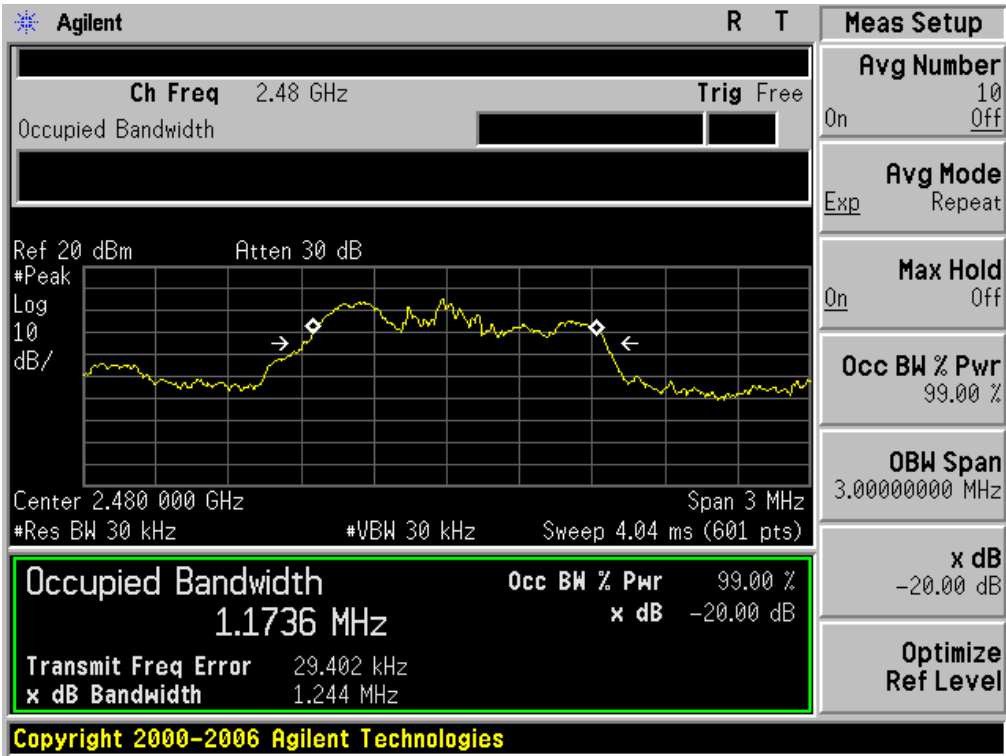 Agilent R T
Ch Freq 2.48 GHz Trig Free
Occupied Bandwidth
Ref 20 dBm Atten 30 dB
#Peak
Log
10
dB/
Center 2.480 000 GHz Span 3 MHz
#Res BW 30 kHz #VBW 30 kHz Sweep 4.04 ms (601 pts)
Occupied Bandwidth Occ BW % Pwr 99.00 %
1.1736 MHz x dB -20.00 dB
Transmit Freq Error 29.402 kHz
x dB Bandwidth 1.244 MHz
Copyright 2000-2006 Agilent Technologies
Meas Setup
Avg Number
10
On Off
Avg Mode
Exp Repeat
Max Hold
On Off
Occ BW % Pwr
99.00 %
OBW Span
3.00000000 MHz
x dB
-20.00 dB
Optimize
Ref Level